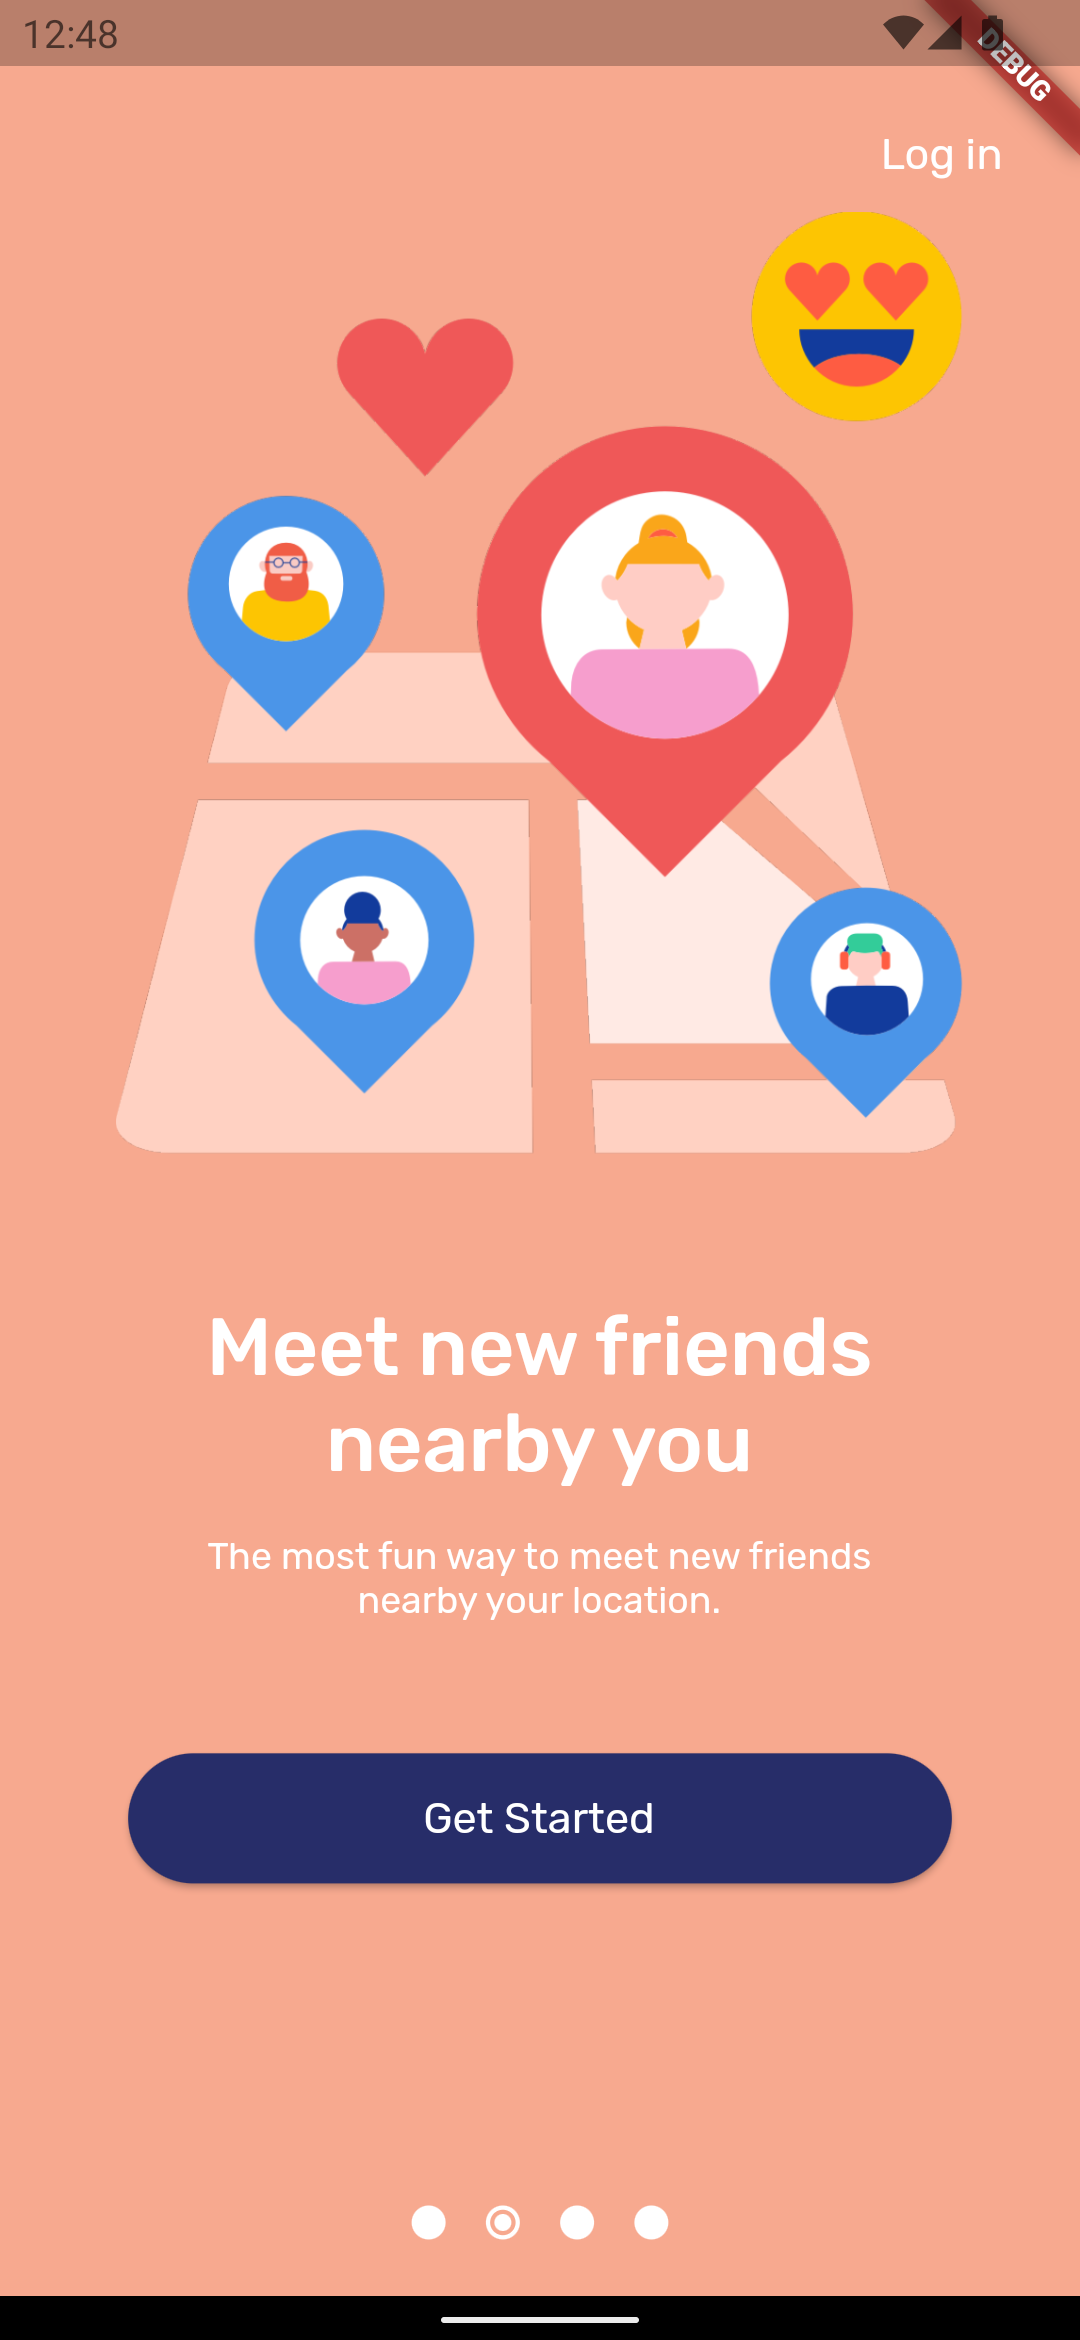 12:48
DEBUG
Log in
Meet new friends
nearby you
The most fun way to meet new friends
nearby your location.
Get Started